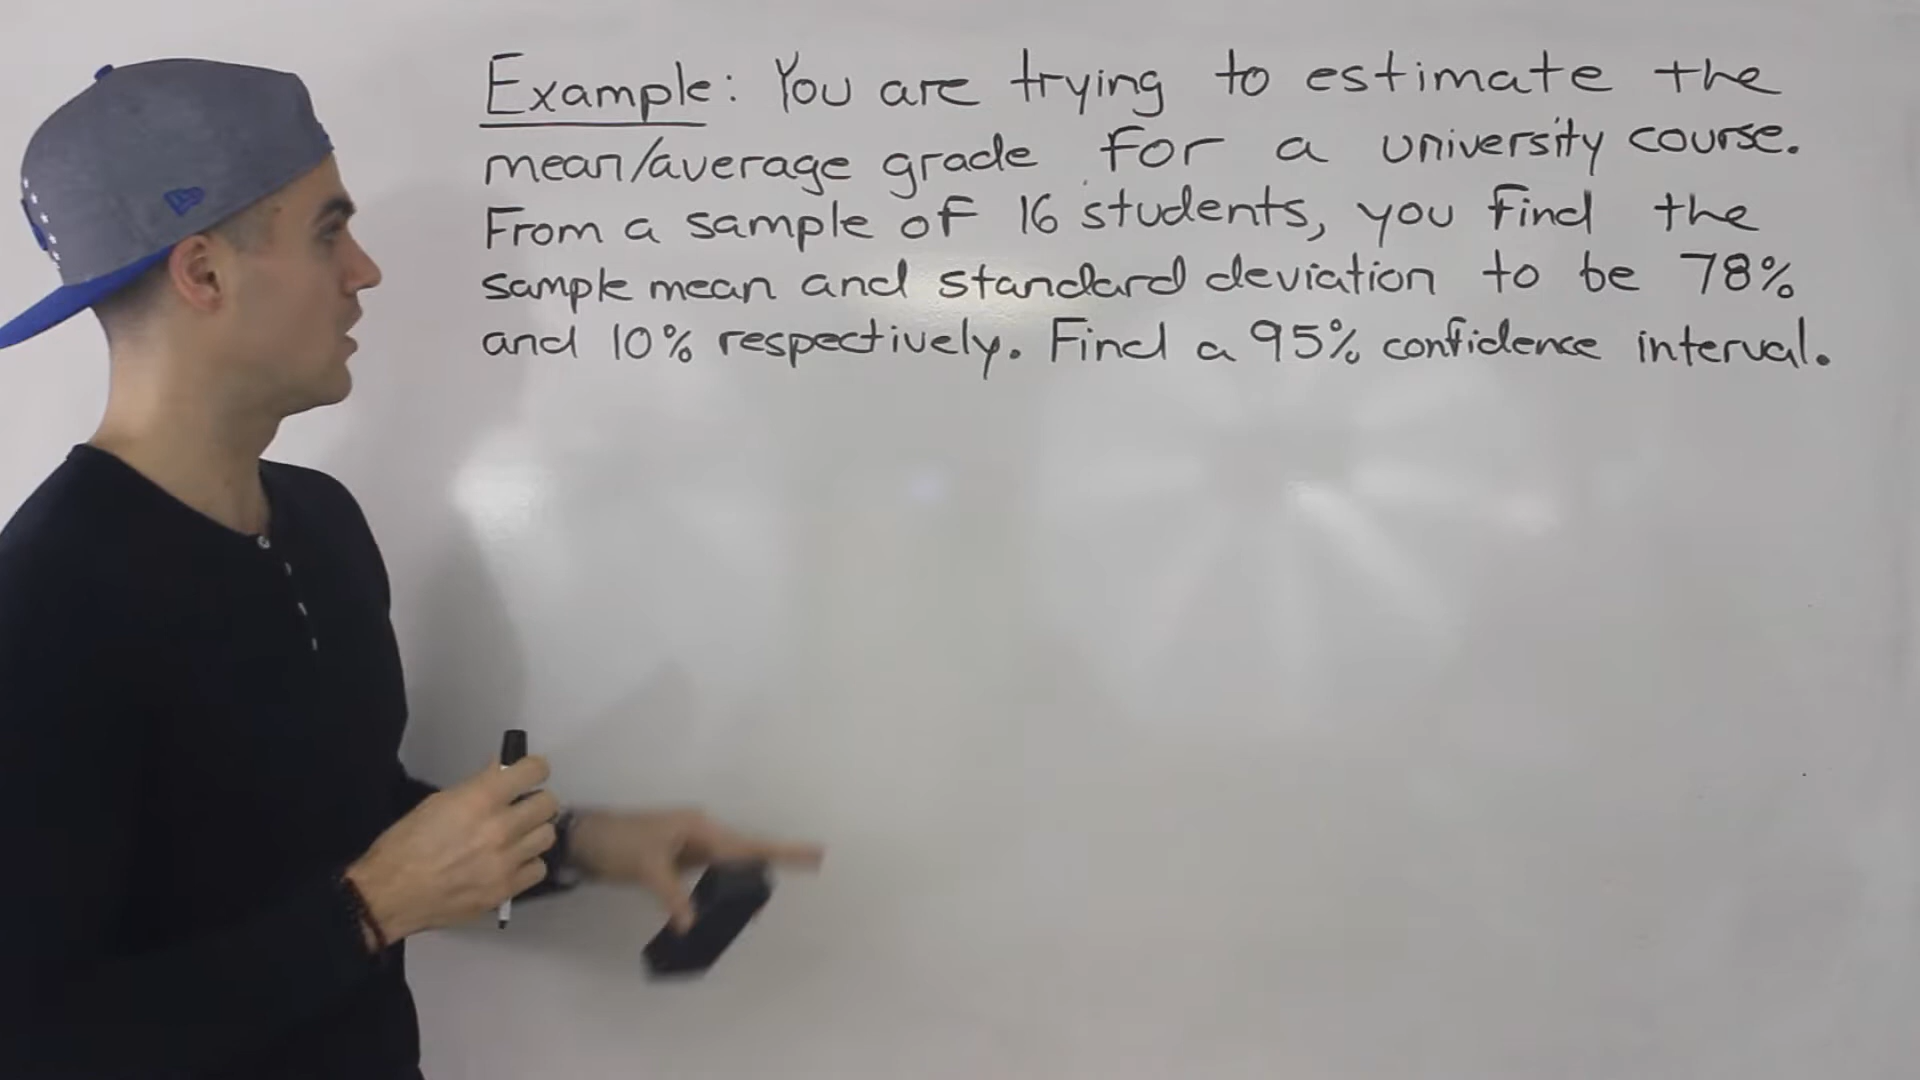 Example: You are trying to estimate the
mean/average grade for a university course.
From a sample of 16 students, you find the
sample mean and standard deviation to be 78%
and 10% respectively. Find a 95% confidence interval.